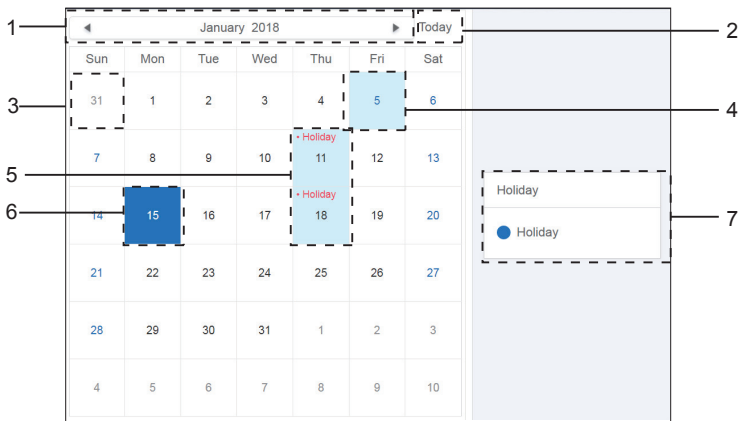 1 January 2018 Today 2
Sun Mon Tue Wed Thu Fri Sat
3 31 1 2 3 4 5 6 4
• Holiday
7 8 9 10 11 12 13
5
• Holiday
6 14 15 16 17 18 19 20
21 22 23 24 25 26 27
28 29 30 31 1 2 3
4 5 6 7 8 9 10
Holiday
7
Holiday